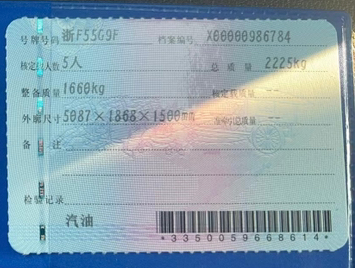 号牌号码 浙F55G9F 档案编号 X00000986784
核定载人数 5人 总质量 2225kg
整备质量 1660kg 核定载质量 --
外廓尺寸 5087×1868×1500mm 准牵引总质量 --
备 注
检验记录
汽油
*3350059668614*